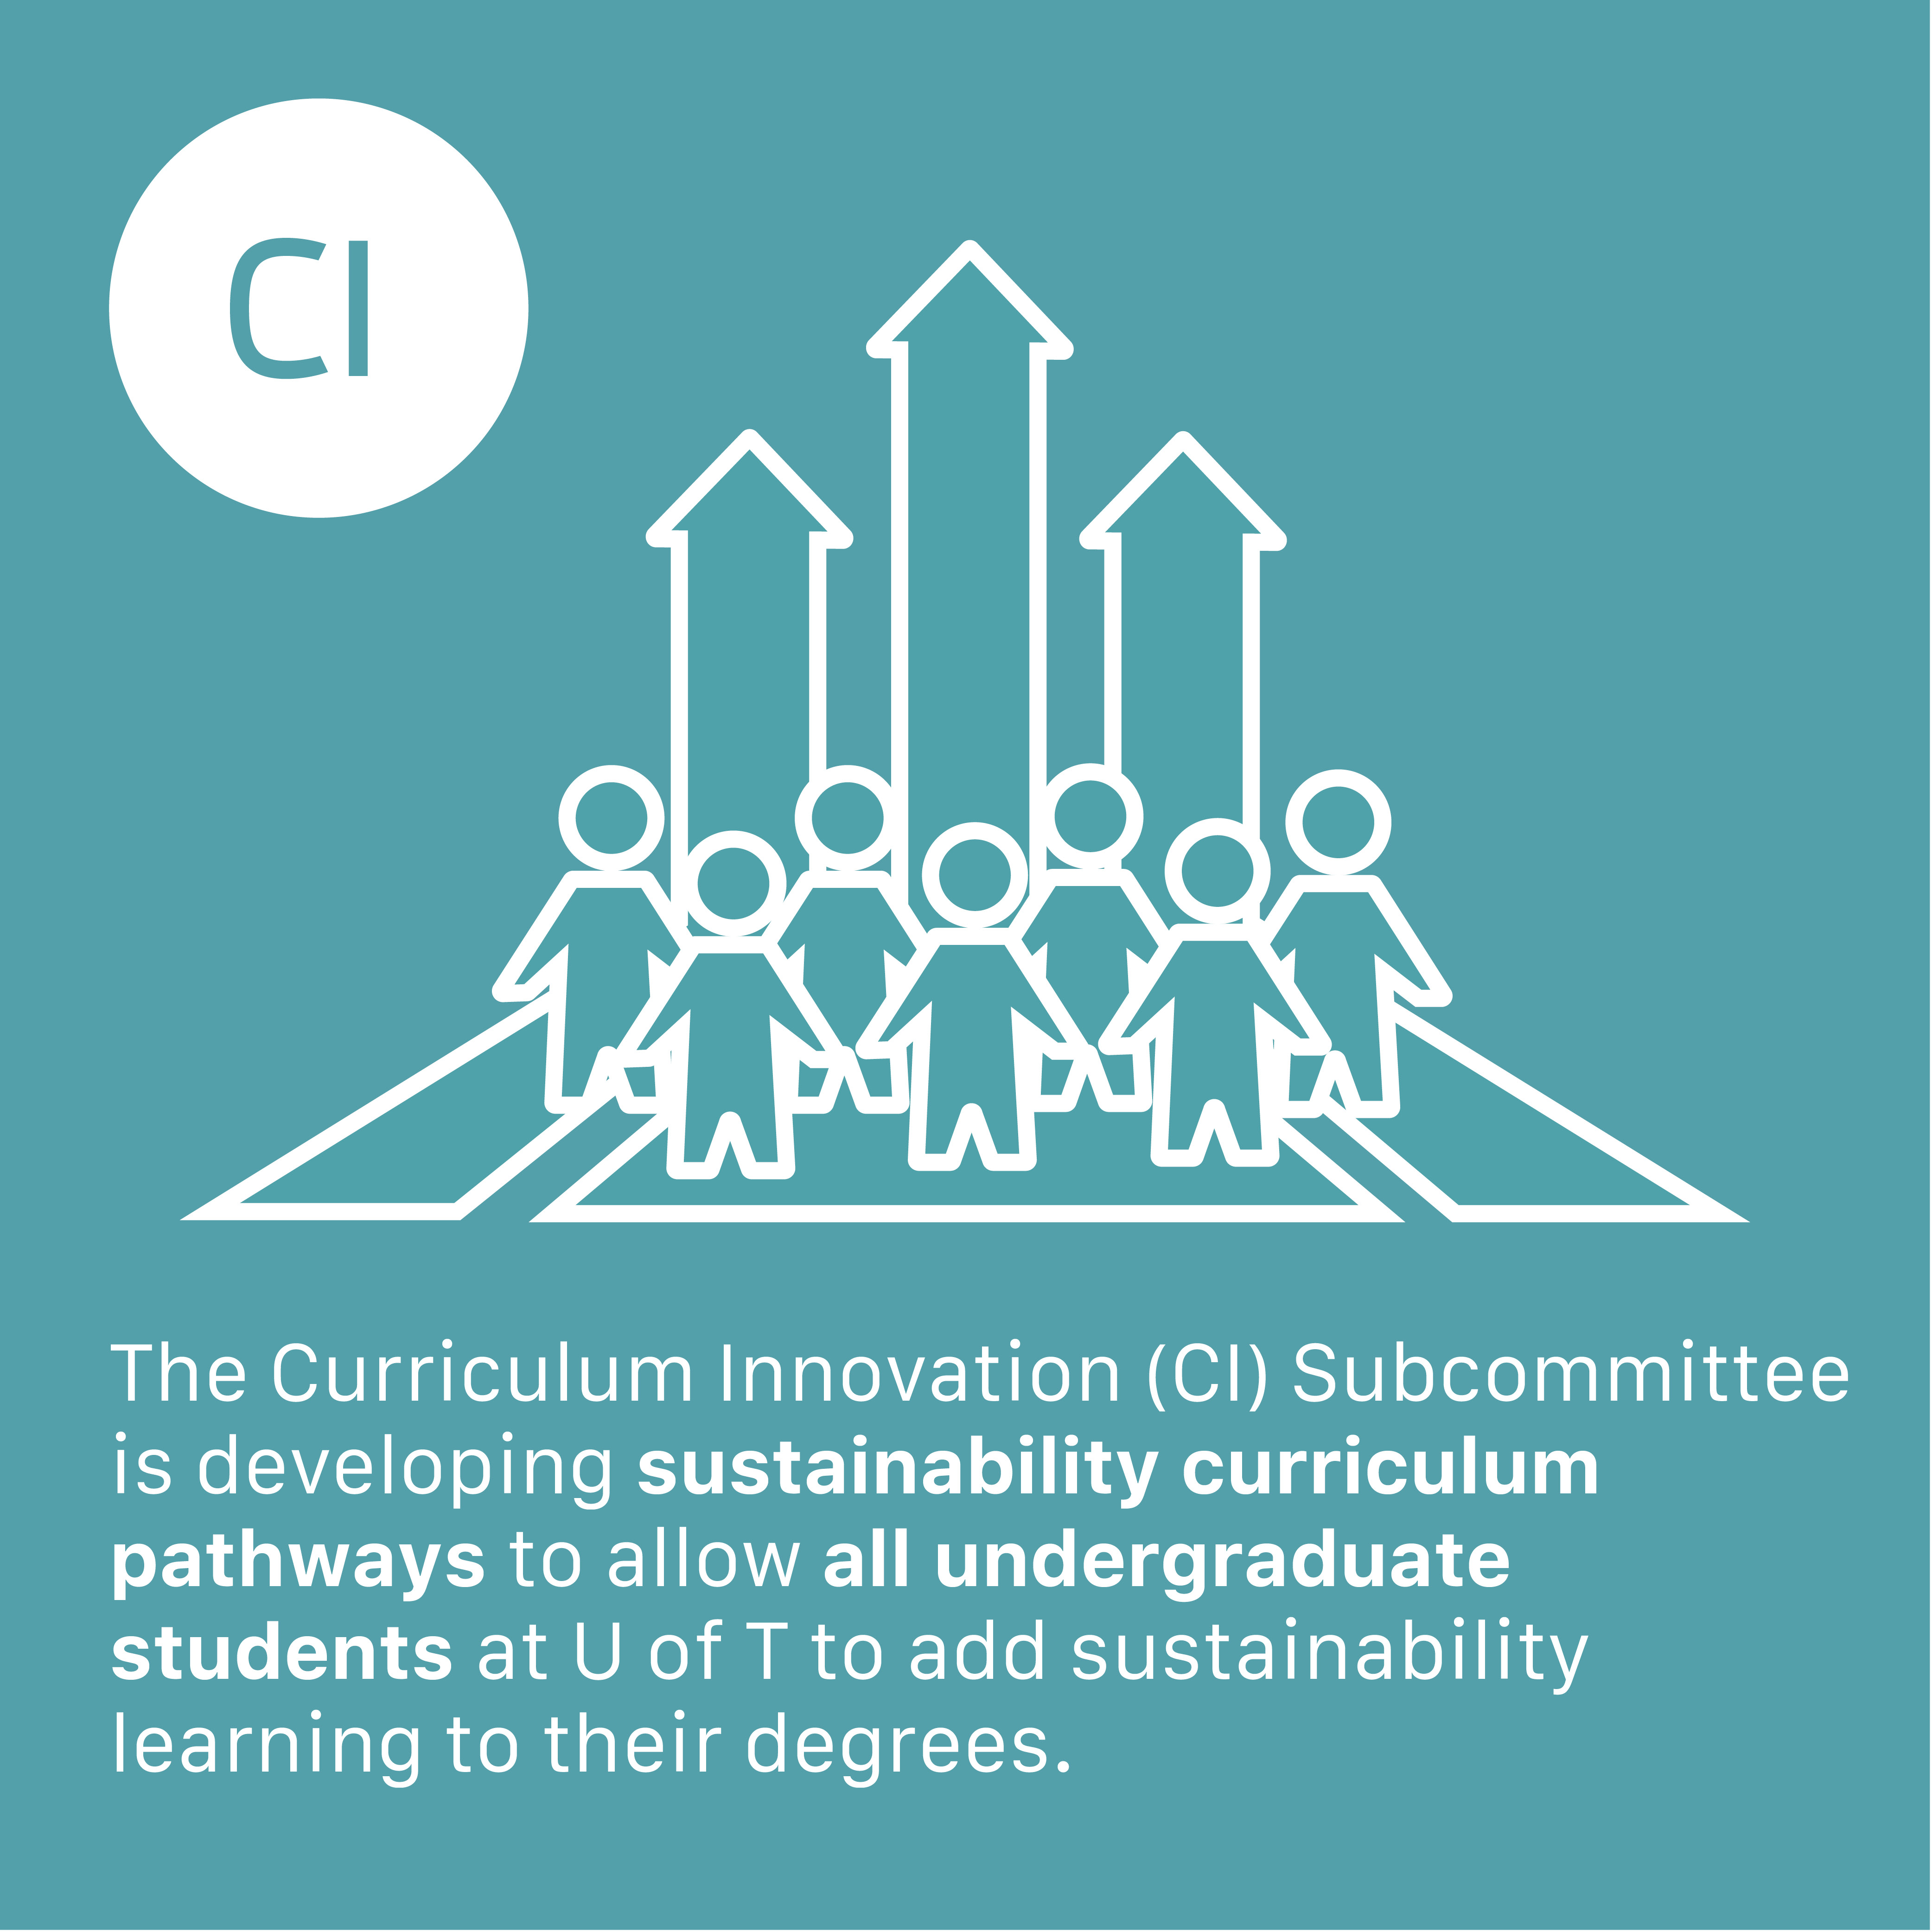 CI
The Curriculum Innovation (CI) Subcommittee
is developing sustainability curriculum
pathways to allow all undergraduate
students at U of T to add sustainability
learning to their degrees.